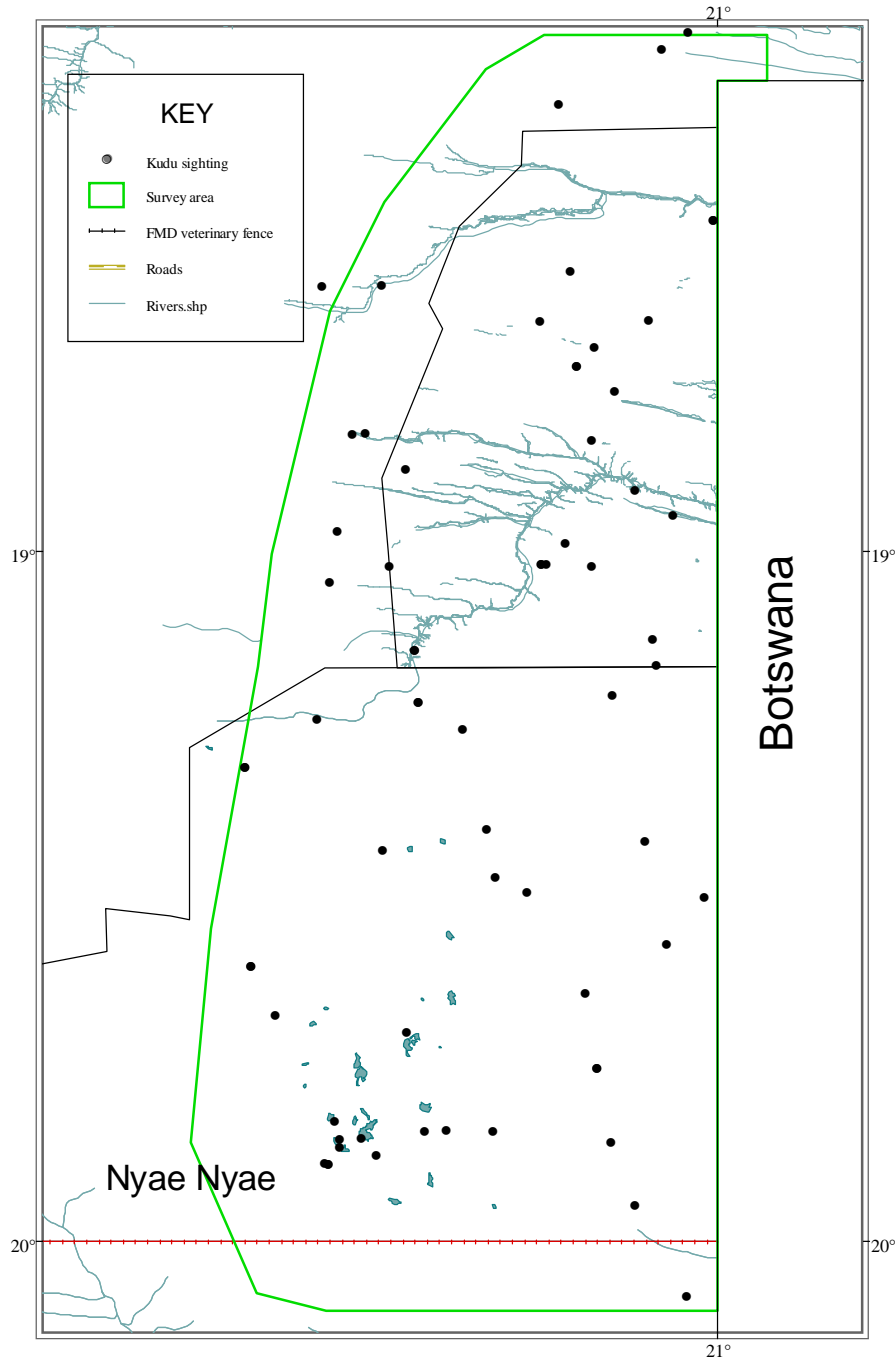 21°
KEY
Kudu sighting
Survey area
FMD veterinary fence
Roads
Rivers.shp
19°
19°
Botswana
Nyae Nyae
20°
20°
21°